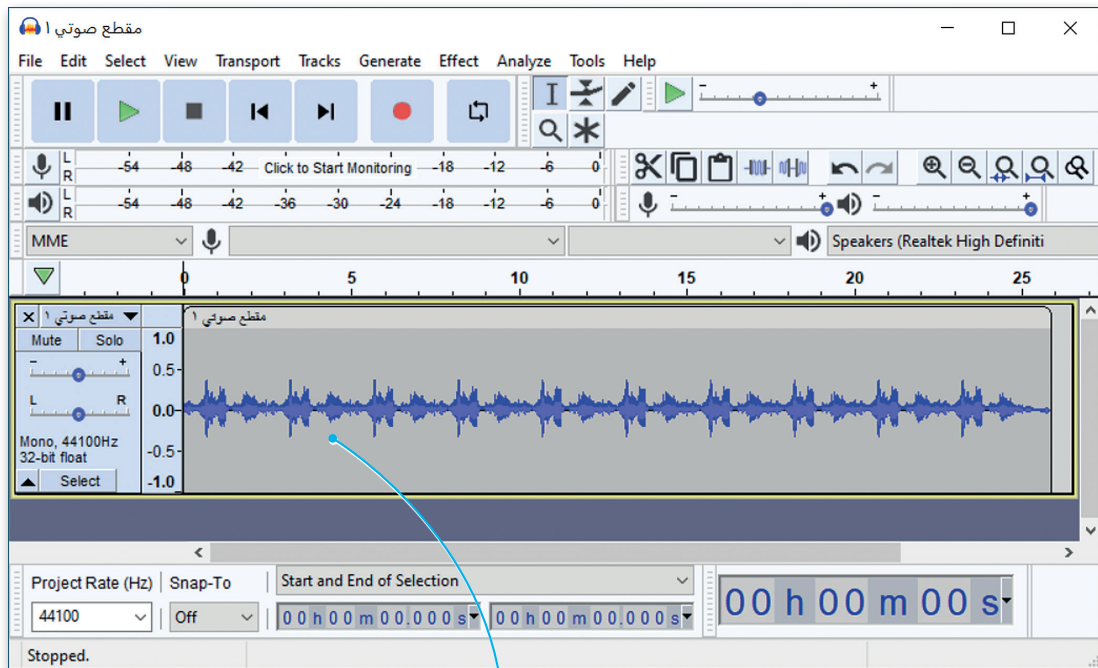 مقطع صوتي ١
File Edit Select View Transport Tracks Generate Effect Analyze Tools Help
- +
L
R
-54 -48 -42 Click to Start Monitoring -18 -12 -6 0
L
R
-54 -48 -42 -36 -30 -24 -18 -12 -6 0
- + - +
MME Speakers (Realtek High Definiti
0 5 10 15 20 25
مقطع صوتي ١
مقطع صوتي ١
Mute Solo
- +
L R
Mono, 44100Hz
32-bit float
Select
1.0
0.5
0.0
-0.5
-1.0
Project Rate (Hz) Snap-To Start and End of Selection
44100 Off 00 h 00 m 00.000 s 00 h 00 m 00.000 s 00 h 00 m 00 s
Stopped.